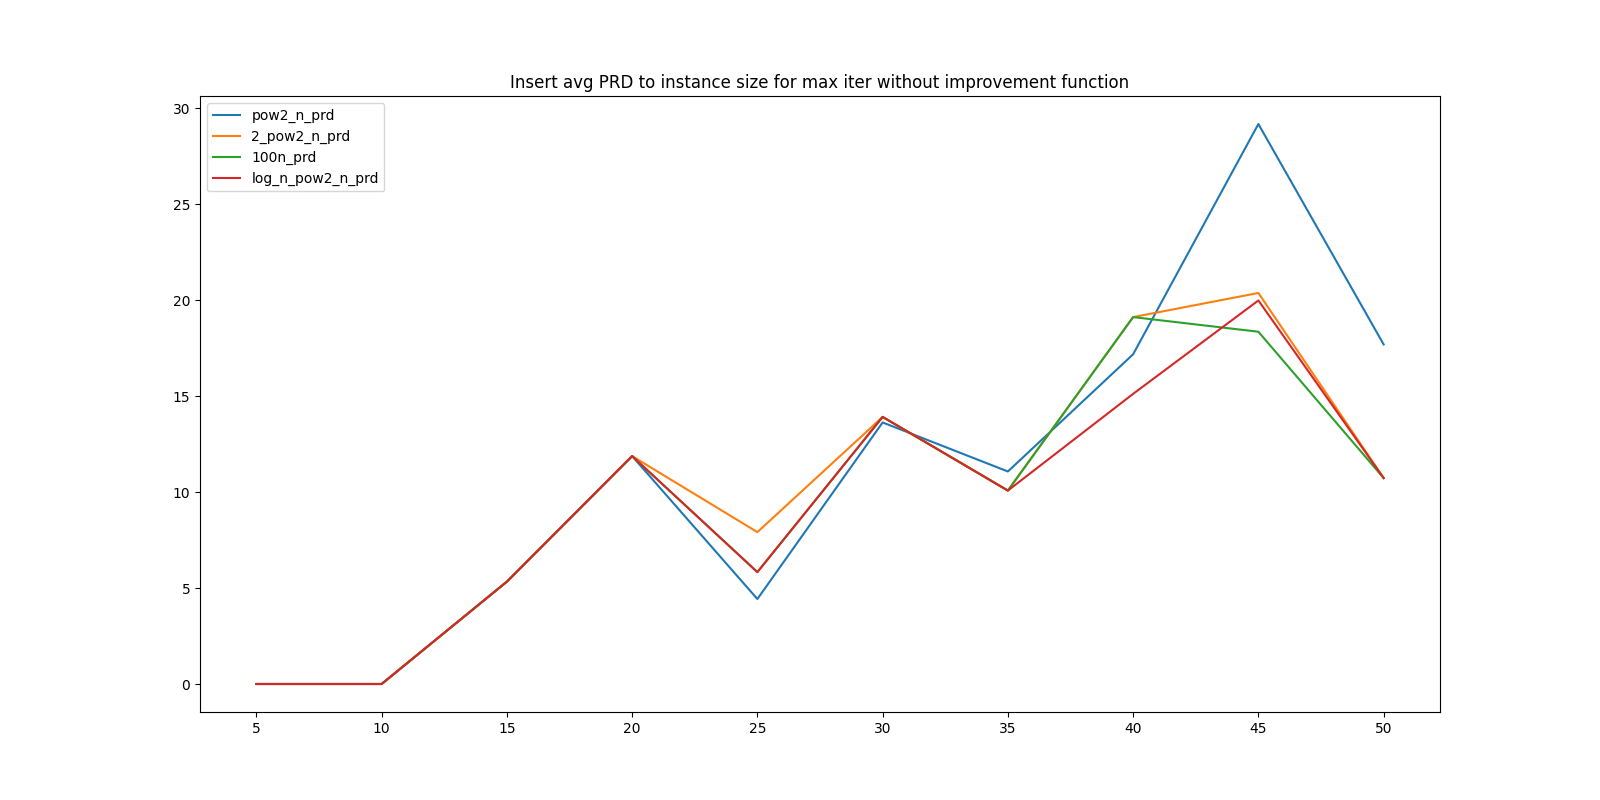 Insert avg PRD to instance size for max iter without improvement function
pow2_n_prd
2_pow2_n_prd
100n_prd
log_n_pow2_n_prd
30
25
20
15
10
5
0
5 10 15 20 25 30 35 40 45 50